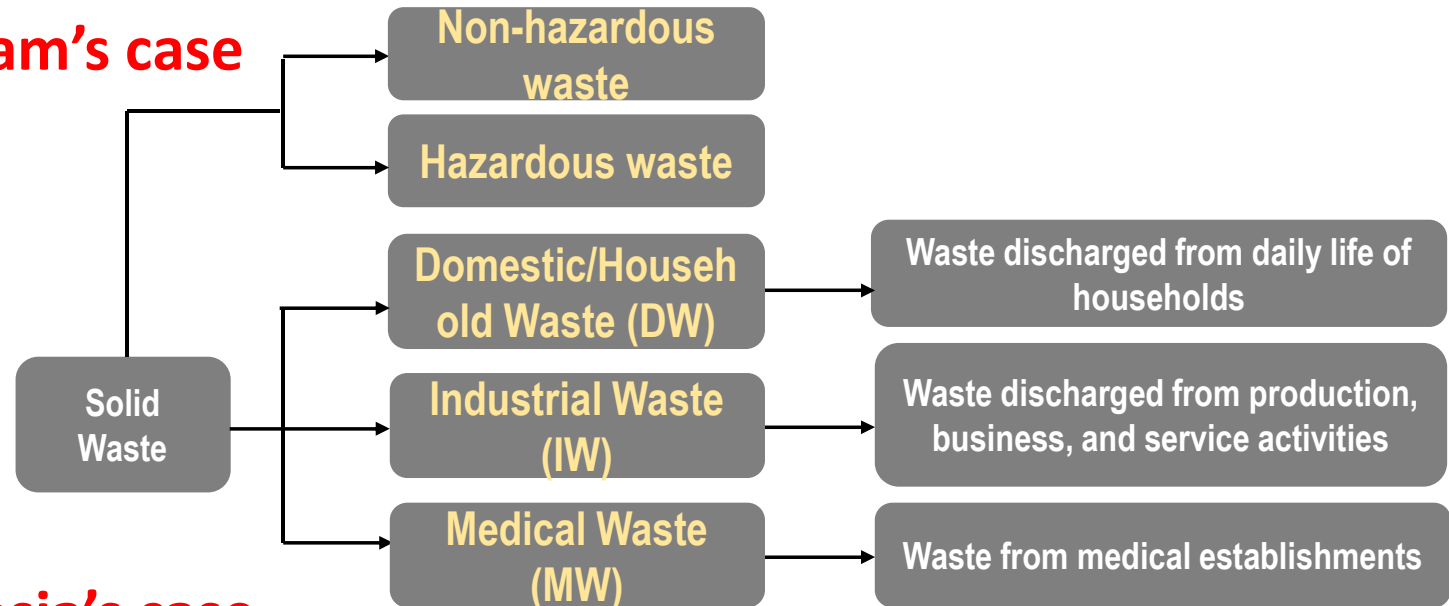 am's case
Non-hazardous
waste
Hazardous waste
Domestic/Househ
old Waste (DW)
Waste discharged from daily life of
households
Solid
Waste
Industrial Waste
(IW)
Waste discharged from production,
business, and service activities
Medical Waste
(MW)
Waste from medical establishments